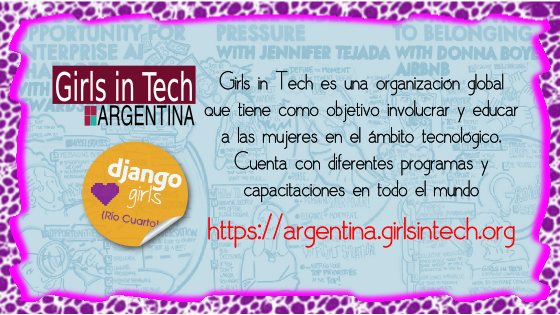 PPORTUNITY FOR
ENTERPRISE AI
PRESSURE
WITH JENNIFER TEJADA
TO BELONGING
WITH DONNA BOY
AIRBNB
Girls in Tech
ARGENTINA
django
girls
(Río Cuarto)
Girls in Tech es una organización global
que tiene como objetivo involucrar y educar
a las mujeres en el ámbito tecnológico.
Cuenta con diferentes programas y
capacitaciones en todo el mundo
https://argentina.girlsintech.org